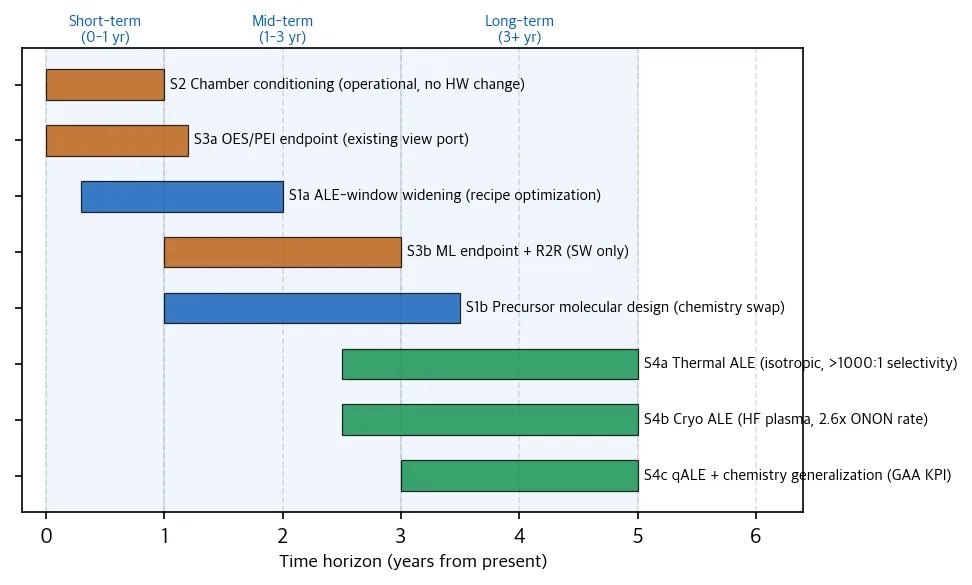 Short-term
(0-1 yr)
Mid-term
(1-3 yr)
Long-term
(3+ yr)
S2 Chamber conditioning (operational, no HW change)
S3a OES/PEI endpoint (existing view port)
S1a ALE-window widening (recipe optimization)
S3b ML endpoint + R2R (SW only)
S1b Precursor molecular design (chemistry swap)
S4a Thermal ALE (isotropic, >1000:1 selectivity)
S4b Cryo ALE (HF plasma, 2.6x ONON rate)
S4c qALE + chemistry generalization (GAA KPI)
0 1 2 3 4 5 6
Time horizon (years from present)